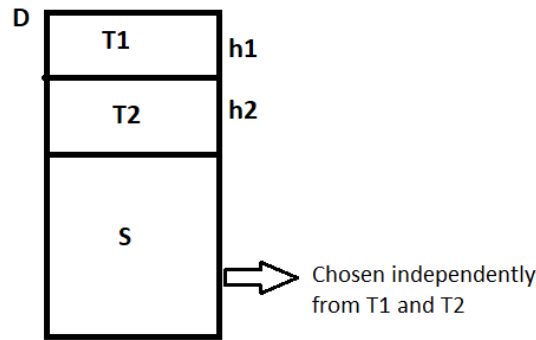 D
T1
h1
T2
h2
S
Chosen independently
from T1 and T2